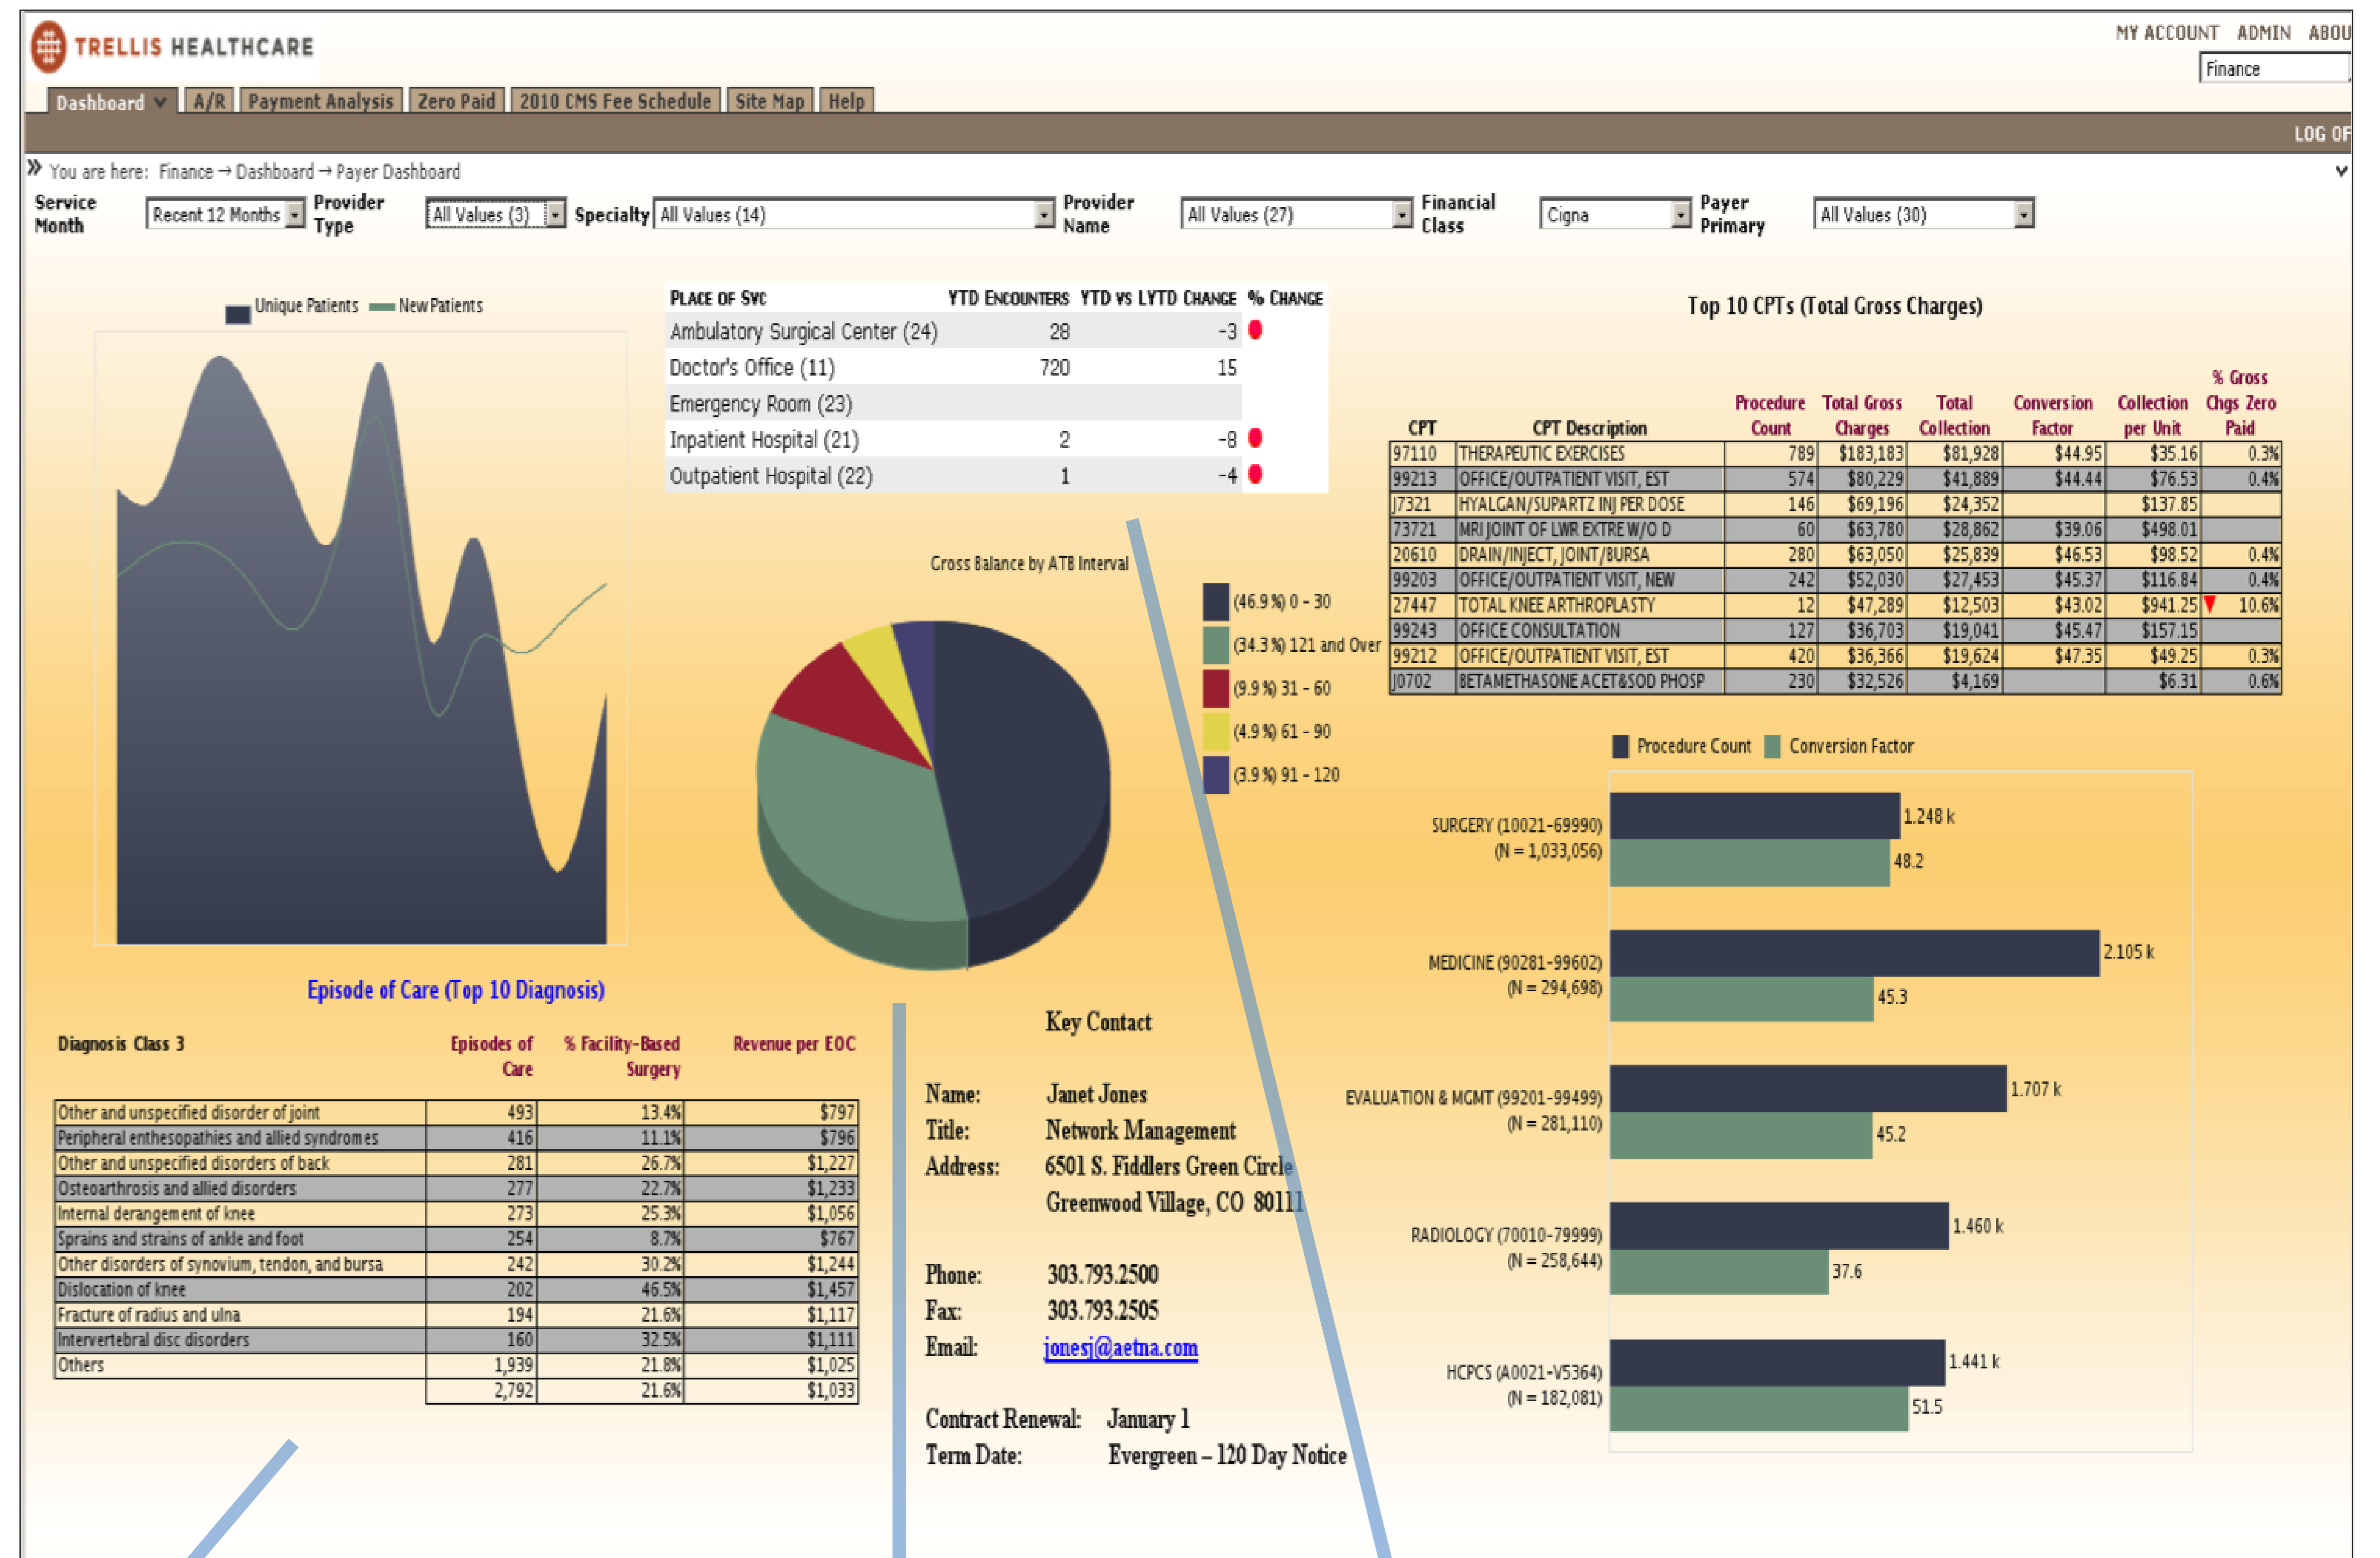 TRELLIS HEALTHCARE
MY ACCOUNT ADMIN ABOU
Finance
Dashboard A/R Payment Analysis Zero Paid 2010 CMS Fee Schedule Site Map Help
LOG OF
» You are here: Finance → Dashboard → Payer Dashboard
Service Month Recent 12 Months Provider Type All Values (3) Specialty All Values (14) Provider Name All Values (27) Financial Class Cigna Payer Primary All Values (30)
Unique Patients New Patients
PLACE OF SVC YTD ENCOUNTERS YTD VS LYTD CHANGE % CHANGE
Ambulatory Surgical Center (24) 28 -3
Doctor's Office (11) 720 15
Emergency Room (23)
Inpatient Hospital (21) 2 -8
Outpatient Hospital (22) 1 -4
Gross Balance by ATB Interval
(46.9 %) 0 - 30
(34.3 %) 121 and Over
(9.9 %) 31 - 60
(4.9 %) 61 - 90
(3.9 %) 91 - 120
Top 10 CPTs (Total Gross Charges)
CPT CPT Description Procedure Count Total Gross Charges Total Collection Conversion Factor Collection per Unit % Gross Chgs Zero Paid
97110 THERAPEUTIC EXERCISES 789 $183,183 $81,928 $44.95 $35.16 0.3%
99213 OFFICE/OUTPATIENT VISIT, EST 574 $80,229 $41,889 $44.44 $76.53 0.4%
J7321 HYALGAN/SUPARTZ INJ PER DOSE 146 $69,196 $24,352 $137.85
73721 MRI JOINT OF LWR EXTRE W/O D 60 $63,780 $28,862 $39.06 $498.01
20610 DRAIN/INJECT, JOINT/BURSA 280 $63,050 $25,839 $46.53 $98.52 0.4%
99203 OFFICE/OUTPATIENT VISIT, NEW 242 $52,030 $27,453 $45.37 $116.84 0.4%
27447 TOTAL KNEE ARTHROPLASTY 12 $47,289 $12,503 $43.02 $941.25 10.6%
99243 OFFICE CONSULTATION 127 $36,703 $19,041 $45.47 $157.15
99212 OFFICE/OUTPATIENT VISIT, EST 420 $36,366 $19,624 $47.35 $49.25 0.3%
J0702 BETAMETHASONE ACET&SOD PHOSP 230 $32,526 $4,169 $6.31 0.6%
Procedure Count Conversion Factor
SURGERY (10021-69990)
(N = 1,033,056)
1.248 k
48.2
MEDICINE (90281-99602)
(N = 294,698)
2.105 k
45.3
EVALUATION & MGMT (99201-99499)
(N = 281,110)
1.707 k
45.2
RADIOLOGY (70010-79999)
(N = 258,644)
1.460 k
37.6
HCPCS (A0021-V5364)
(N = 182,081)
1.441 k
51.5
Episode of Care (Top 10 Diagnosis)
Diagnosis Class 3 Episodes of Care % Facility-Based Surgery Revenue per EOC
Other and unspecified disorder of joint 493 13.4% $797
Peripheral enthesopathies and allied syndromes 416 11.1% $796
Other and unspecified disorders of back 281 26.7% $1,227
Osteoarthrosis and allied disorders 277 22.7% $1,233
Internal derangement of knee 273 25.3% $1,056
Sprains and strains of ankle and foot 254 8.7% $767
Other disorders of synovium, tendon, and bursa 242 30.2% $1,244
Dislocation of knee 202 46.5% $1,457
Fracture of radius and ulna 194 21.6% $1,117
Intervertebral disc disorders 160 32.5% $1,111
Others 1,939 21.8% $1,025
2,792 21.6% $1,033
Key Contact
Name: Janet Jones
Title: Network Management
Address: 6501 S. Fiddlers Green Circle
Greenwood Village, CO 80111
Phone: 303.793.2500
Fax: 303.793.2505
Email: jonesj@aetna.com
Contract Renewal: January 1
Term Date: Evergreen – 120 Day Notice